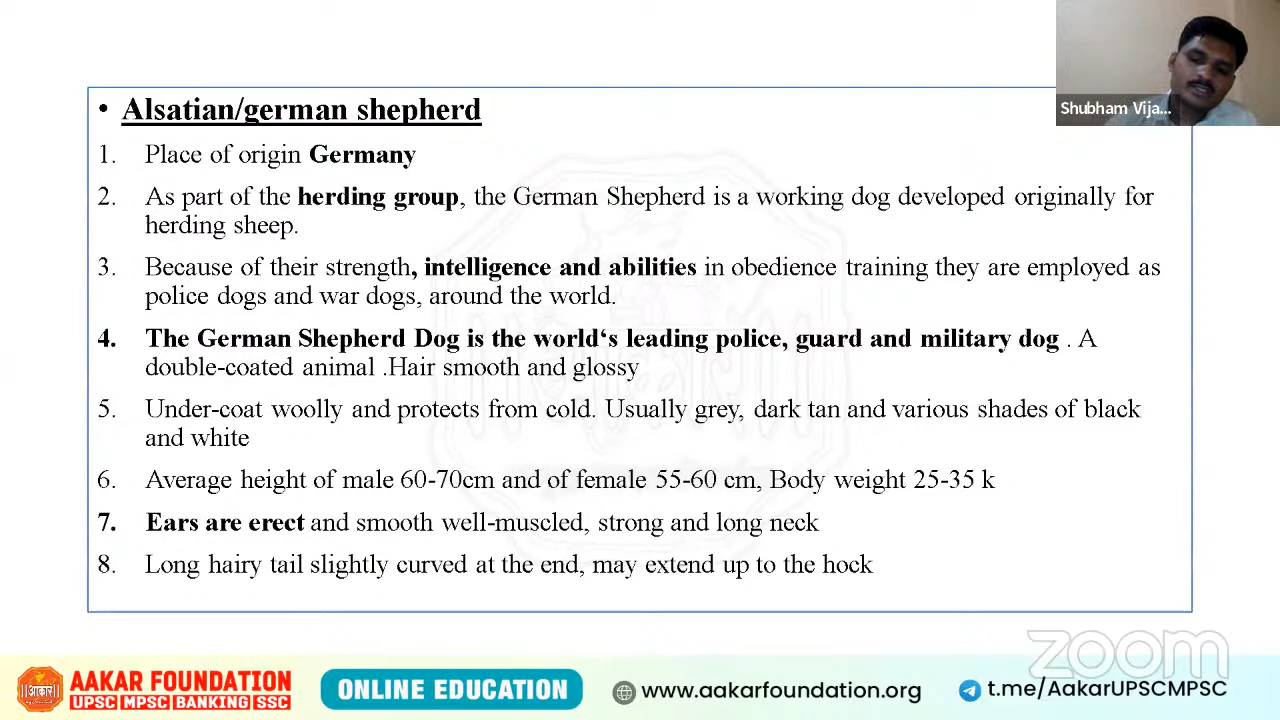 • Alsatian/german shepherd
1. Place of origin Germany
2. As part of the herding group, the German Shepherd is a working dog developed originally for
herding sheep.
3. Because of their strength, intelligence and abilities in obedience training they are employed as
police dogs and war dogs, around the world.
4. The German Shepherd Dog is the world‘s leading police, guard and military dog . A
double-coated animal .Hair smooth and glossy
5. Under-coat woolly and protects from cold. Usually grey, dark tan and various shades of black
and white
6. Average height of male 60-70cm and of female 55-60 cm, Body weight 25-35 k
7. Ears are erect and smooth well-muscled, strong and long neck
8. Long hairy tail slightly curved at the end, may extend up to the hock
Shubham Vija...
zoom
आकार
AAKAR FOUNDATION
UPSC MPSC BANKING SSC
ONLINE EDUCATION
www.aakarfoundation.org
t.me/AakarUPSCMPSC